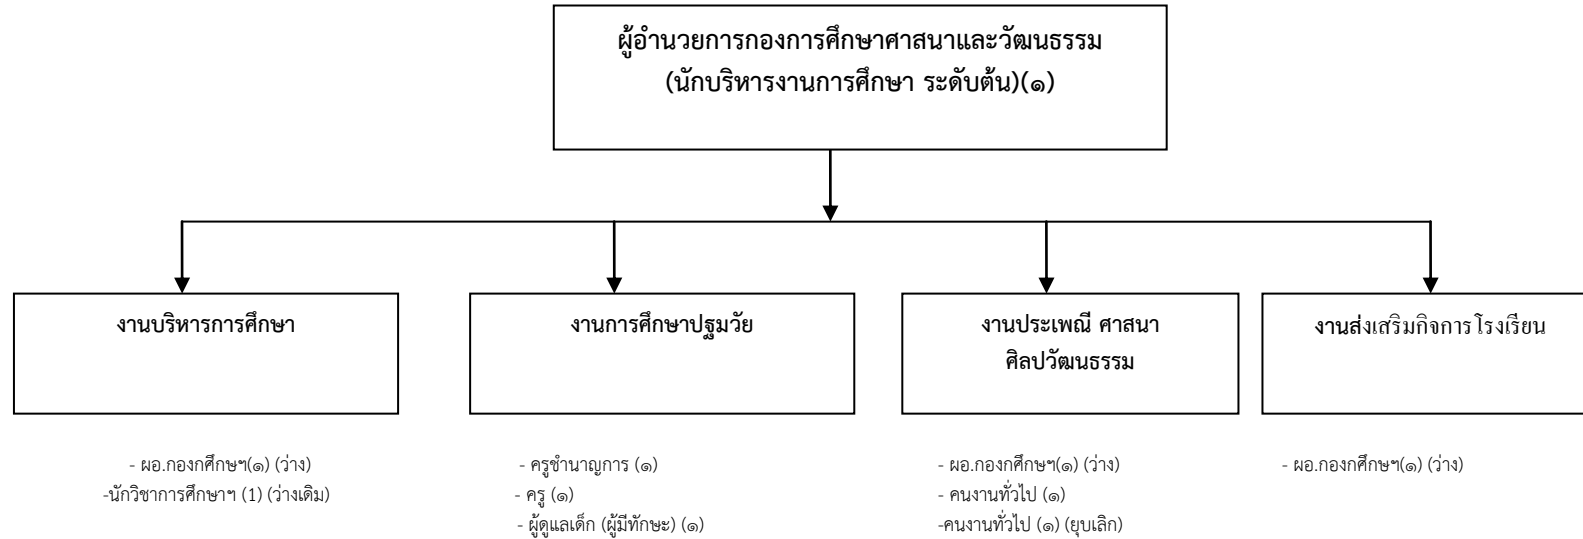 ผู้อำนวยการกองการศึกษาศาสนาและวัฒนธรรม
(นักบริหารงานการศึกษา ระดับต้น)(๑)
งานบริหารการศึกษา
- ผอ.กองกศึกษฯ(๑) (ว่าง)
-นักวิชาการศึกษาฯ (1) (ว่างเดิม)
งานการศึกษาปฐมวัย
- ครูชำนาญการ (๑)
- ครู (๑)
- ผู้ดูแลเด็ก (ผู้มีทักษะ) (๑)
งานประเพณี ศาสนา
ศิลปวัฒนธรรม
- ผอ.กองกศึกษฯ(๑) (ว่าง)
- คนงานทั่วไป (๑)
-คนงานทั่วไป (๑) (ยุบเลิก)
งานส่งเสริมกิจการโรงเรียน
- ผอ.กองกศึกษฯ(๑) (ว่าง)